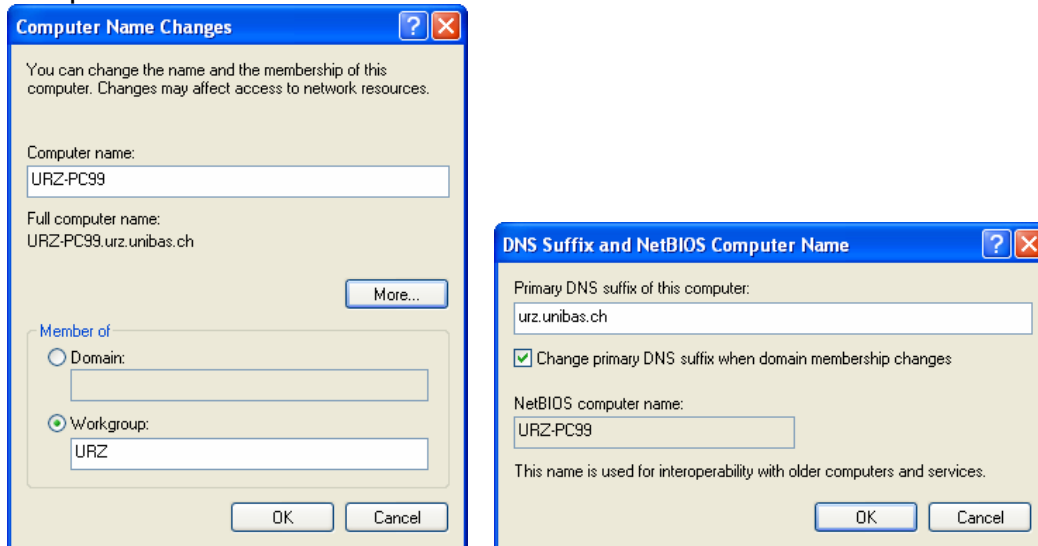 Computer Name Changes
You can change the name and the membership of this
computer. Changes may affect access to network resources.
Computer name:
URZ-PC99
Full computer name:
URZ-PC99.urz.unibas.ch
More...
Member of
Domain:
Workgroup:
URZ
OK Cancel
DNS Suffix and NetBIOS Computer Name
Primary DNS suffix of this computer:
urz.unibas.ch
Change primary DNS suffix when domain membership changes
NetBIOS computer name:
URZ-PC99
This name is used for interoperability with older computers and services.
OK Cancel